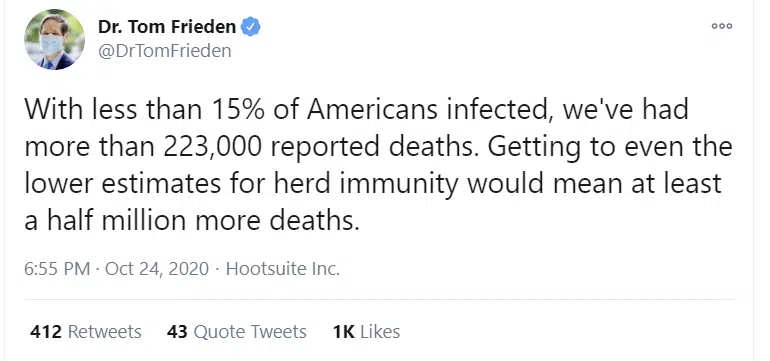 Dr. Tom Frieden
@DrTomFrieden
With less than 15% of Americans infected, we've had
more than 223,000 reported deaths. Getting to even the
lower estimates for herd immunity would mean at least
a half million more deaths.
6:55 PM · Oct 24, 2020 · Hootsuite Inc.
412 Retweets 43 Quote Tweets 1K Likes